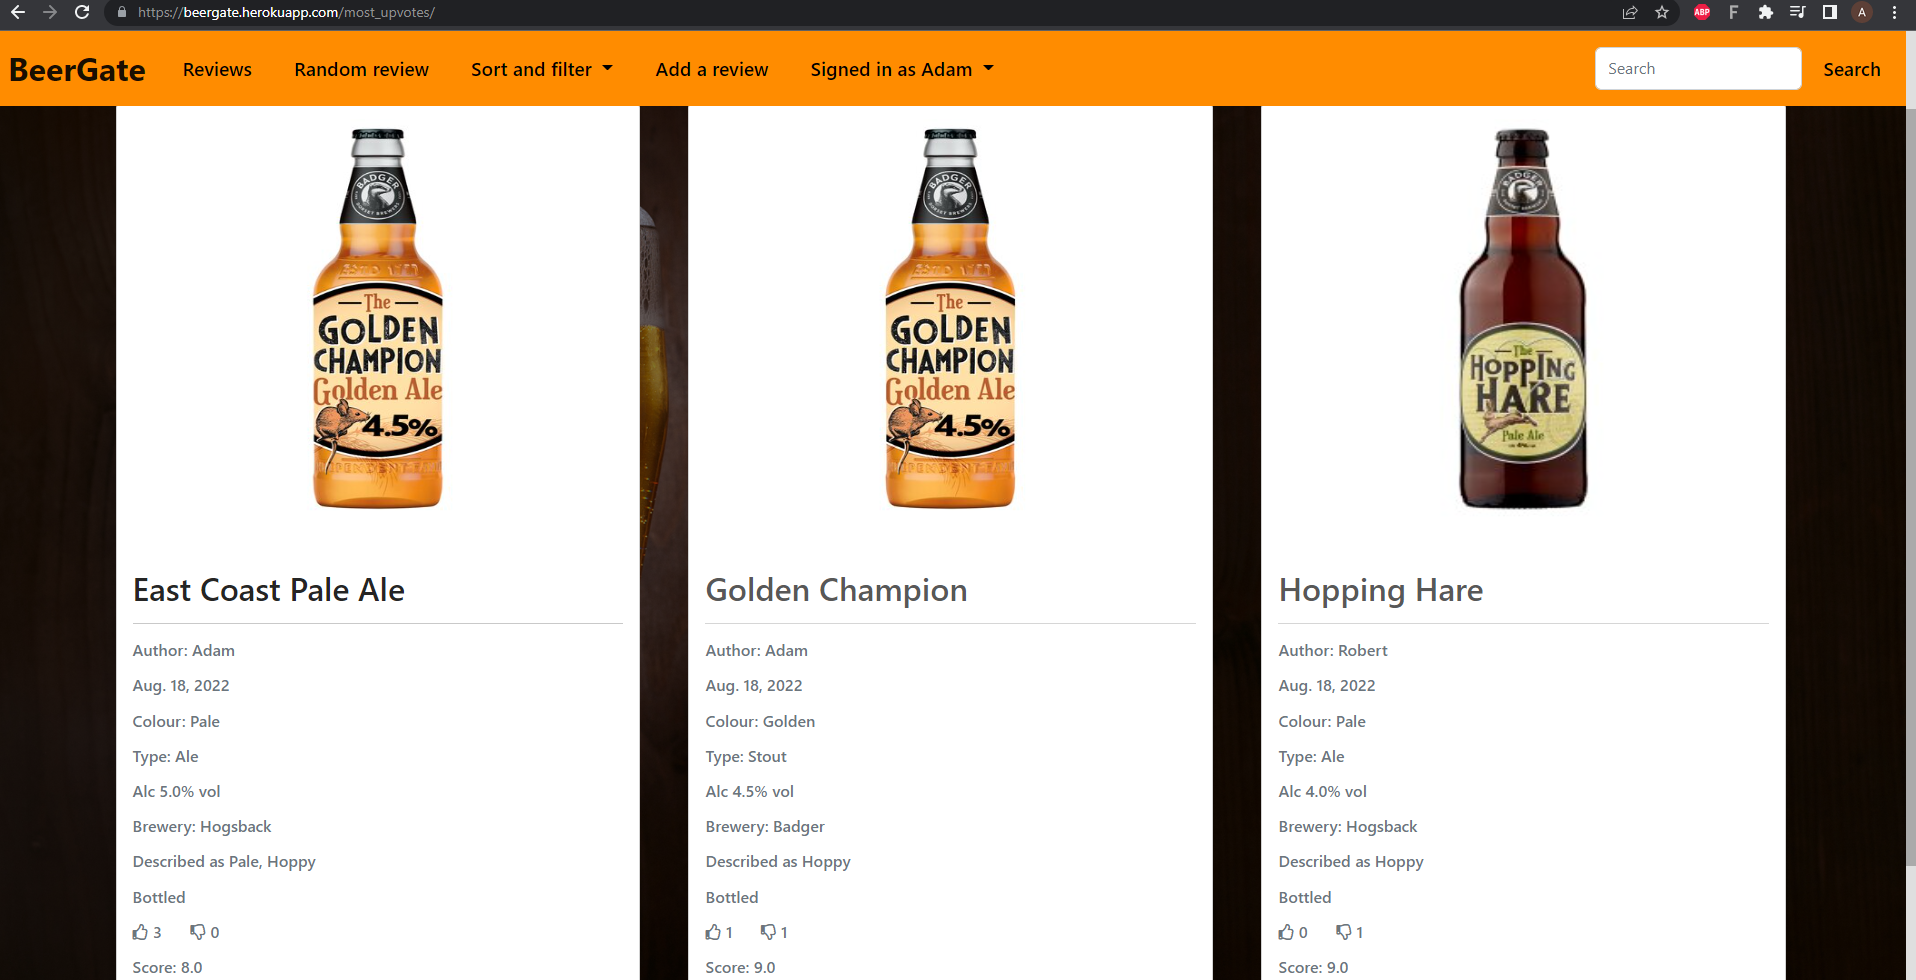 https://beergate.herokuapp.com/most_upvotes/
ABP
F
A
BeerGate Reviews Random review Sort and filter Add a review Signed in as Adam Search Search
BADGER
DORSET BREWERS
The
GOLDEN
CHAMPION
Golden Ale
4.5%
East Coast Pale Ale
Author: Adam
Aug. 18, 2022
Colour: Pale
Type: Ale
Alc 5.0% vol
Brewery: Hogsback
Described as Pale, Hoppy
Bottled
3 0
Score: 8.0
BADGER
DORSET BREWERS
The
GOLDEN
CHAMPION
Golden Ale
4.5%
Golden Champion
Author: Adam
Aug. 18, 2022
Colour: Golden
Type: Stout
Alc 4.5% vol
Brewery: Badger
Described as Hoppy
Bottled
1 1
Score: 9.0
BADGER
The
HOPPING
HARE
Pale Ale
Hopping Hare
Author: Robert
Aug. 18, 2022
Colour: Pale
Type: Ale
Alc 4.0% vol
Brewery: Hogsback
Described as Hoppy
Bottled
0 1
Score: 9.0